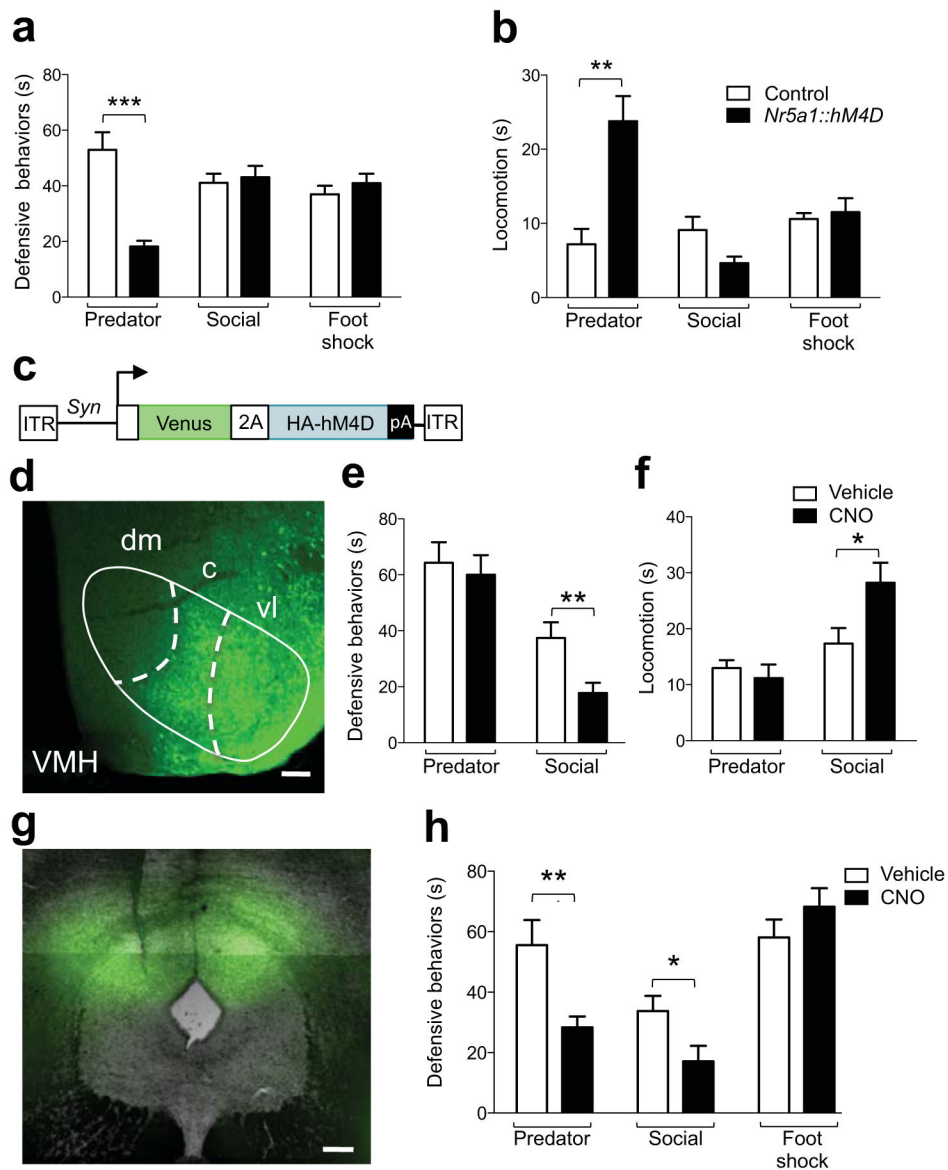 a
Defensive behaviors (s)
80
60
40
20
0
***
Predator
Social
Foot
shock
b
Locomotion (s)
30
20
10
0
**
Control
Nr5a1::hM4D
Predator
Social
Foot
shock
c
ITR
Syn
Venus
2A
HA-hM4D
pA
ITR
d
dm
c
vl
VMH
e
Defensive behaviors (s)
80
60
40
20
0
**
Predator
Social
f
Vehicle
CNO
Locomotion (s)
40
30
20
10
0
*
Predator
Social
g
h
Defensive behaviors (s)
80
60
40
20
0
**
*
Vehicle
CNO
Predator
Social
Foot
shock